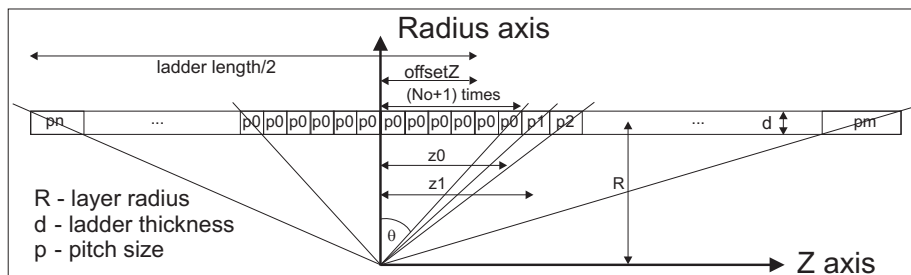 Radius axis
ladder length/2
offsetZ
(No+1) times
pn ... p0 p0 p0 p0 p0 p0 p0 p0 p0 p0 p0 p0 p1 p2 ... d pm
z0
z1
R
R - layer radius
d - ladder thickness
p - pitch size
θ
Z axis